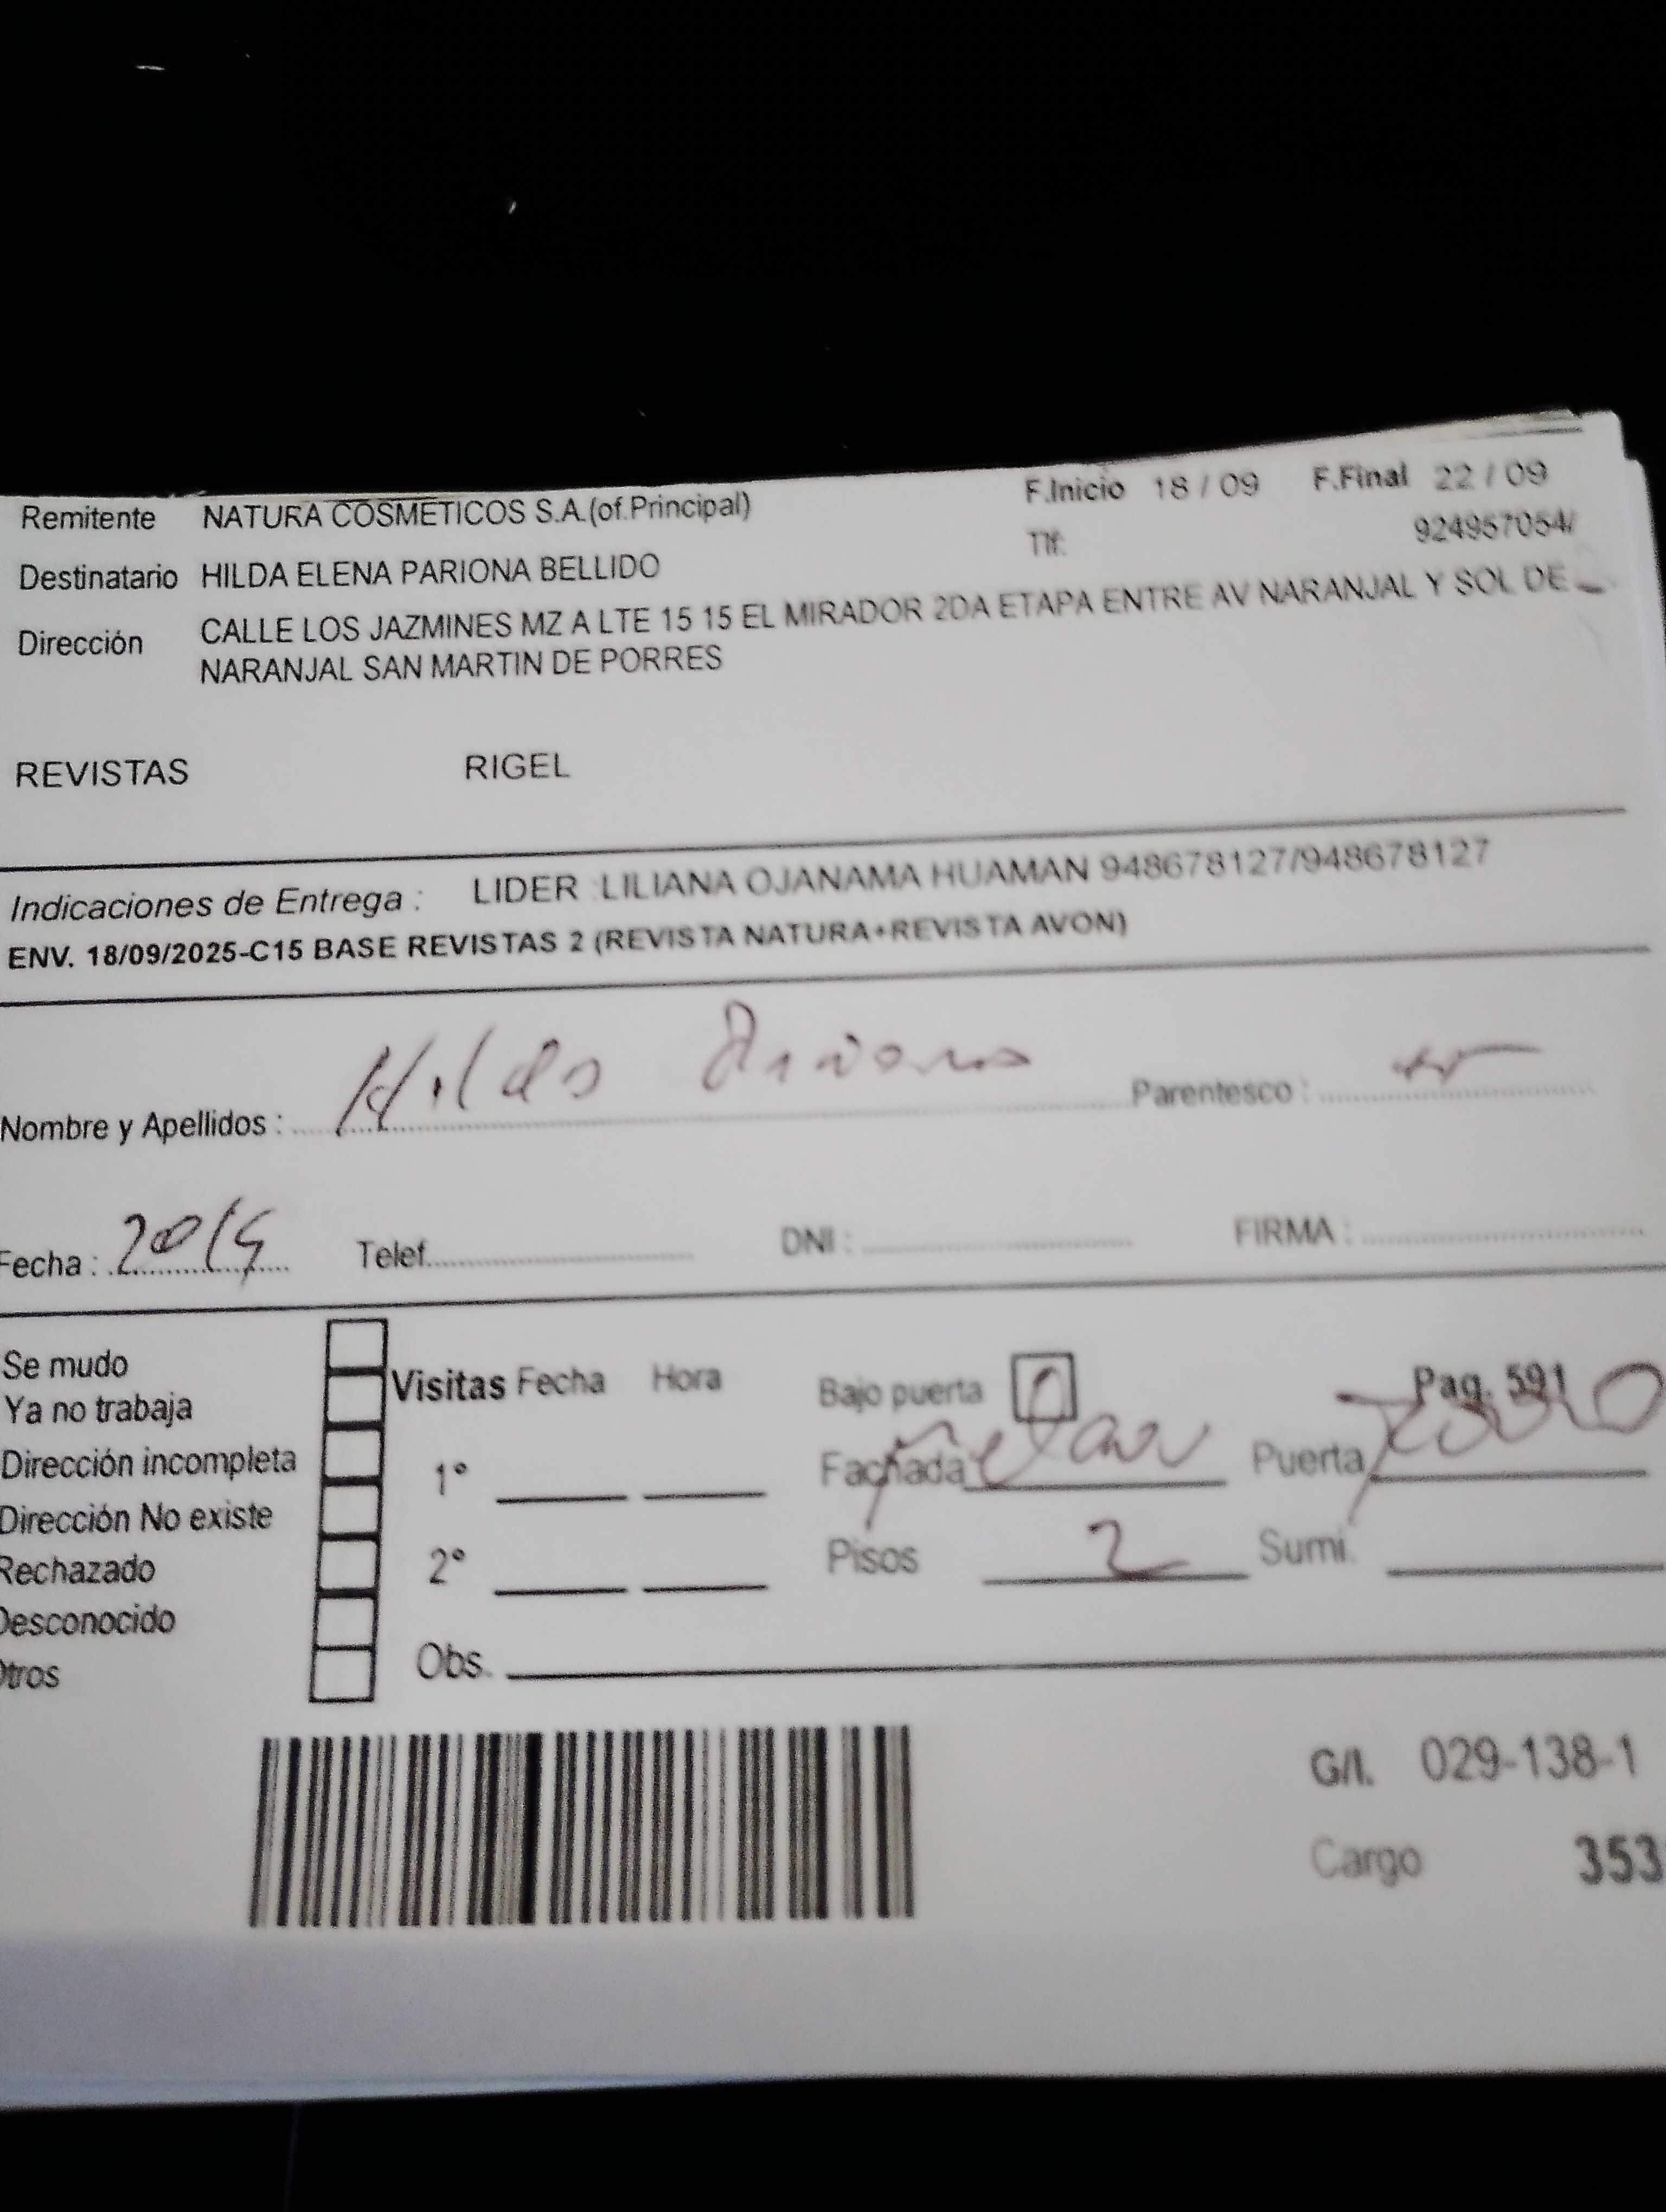 Remitente NATURA COSMETICOS S.A.(of.Principal) F.Inicio 18 / 09 F.Final 22 / 09
Tlf: 924957054/
Destinatario HILDA ELENA PARIONA BELLIDO
Dirección CALLE LOS JAZMINES MZ A LTE 15 15 EL MIRADOR 2DA ETAPA ENTRE AV NARANJAL Y SOL DE
NARANJAL SAN MARTIN DE PORRES
REVISTAS RIGEL
Indicaciones de Entrega : LIDER :LILIANA OJANAMA HUAMAN 948678127/948678127
ENV. 18/09/2025-C15 BASE REVISTAS 2 (REVISTA NATURA+REVISTA AVON)
Nombre y Apellidos : Hilda Pariona Parentesco :
Fecha : Telef. DNI : FIRMA :
Se mudo
Ya no trabaja
Dirección incompleta
Dirección No existe
Rechazado
Desconocido
Otros
Visitas Fecha Hora
1°
2°
Obs.
Bajo puerta Pag. 591
Fachada Puerta
Pisos 2 Sumi.
G/I. 029-138-1
Cargo 353